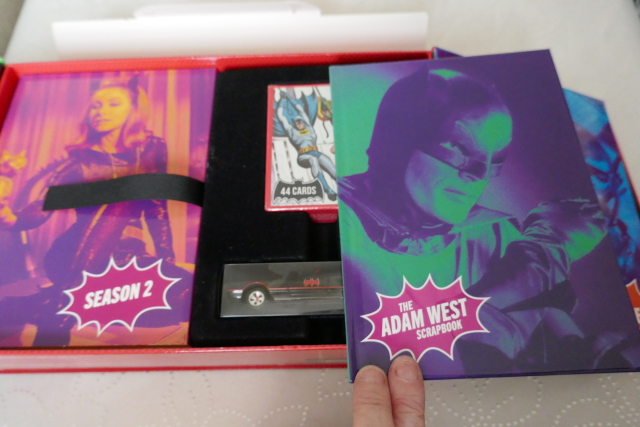 SEASON 2
44 CARDS
THE
ADAM WEST
SCRAPBOOK